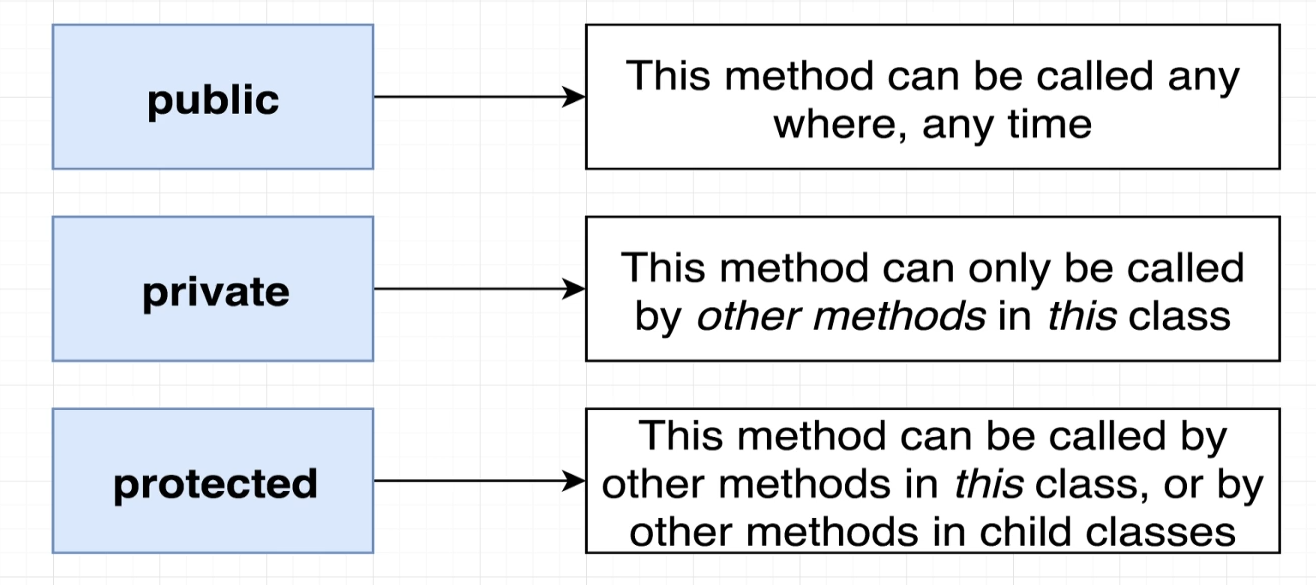 public
This method can be called any
where, any time
private
This method can only be called
by other methods in this class
protected
This method can be called by
other methods in this class, or by
other methods in child classes